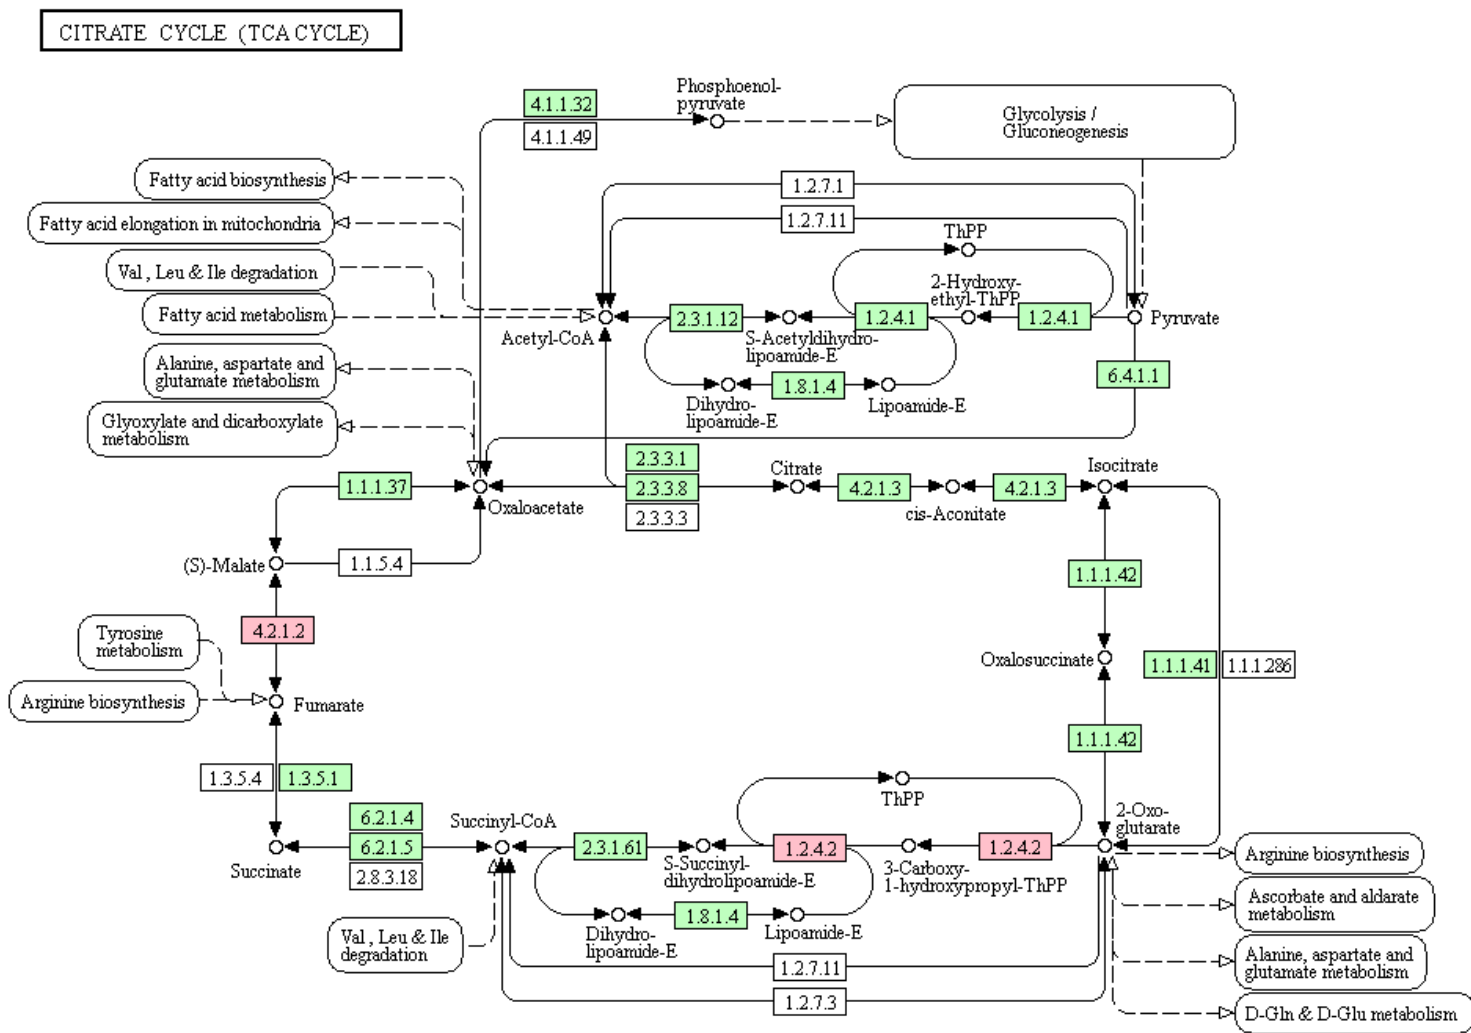 CITRATE CYCLE (TCA CYCLE)
4.1.1.32
4.1.1.49
Phosphoenol-
pyruvate
Glycolysis /
Gluconeogenesis
Fatty acid biosynthesis
Fatty acid elongation in mitochondria
Val , Leu & Ile degradation
Fatty acid metabolism
Alanine, aspartate and
glutamate metabolism
Glyoxylate and dicarboxylate
metabolism
1.2.7.1
1.2.7.11
ThPP
2-Hydroxy-
ethyl-ThPP
Acetyl-CoA
2.3.1.12
S-Acetyldihydro-
lipoamide-E
1.2.4.1
1.2.4.1
Pyruvate
Dihydro-
lipoamide-E
1.8.1.4
Lipoamide-E
6.4.1.1
1.1.1.37
Oxaloacetate
2.3.3.1
2.3.3.8
2.3.3.3
Citrate
4.2.1.3
cis-Aconitate
4.2.1.3
Isocitrate
(S)-Malate
1.1.5.4
1.1.1.42
4.2.1.2
Tyrosine
metabolism
Arginine biosynthesis
Fumarate
Oxalosuccinate
1.1.1.41
1.1.1.286
1.1.1.42
1.3.5.4
1.3.5.1
ThPP
6.2.1.4
6.2.1.5
2.8.3.18
Succinate
Succinyl-CoA
2.3.1.61
S-Succinyl-
dihydrolipoamide-E
1.2.4.2
3-Carboxy-
1-hydroxypropyl-ThPP
1.2.4.2
2-Oxo-
glutarate
Val , Leu & Ile
degradation
Dihydro-
lipoamide-E
1.8.1.4
Lipoamide-E
1.2.7.11
1.2.7.3
Arginine biosynthesis
Ascorbate and aldarate
metabolism
Alanine, aspartate and
glutamate metabolism
D-Gln & D-Glu metabolism